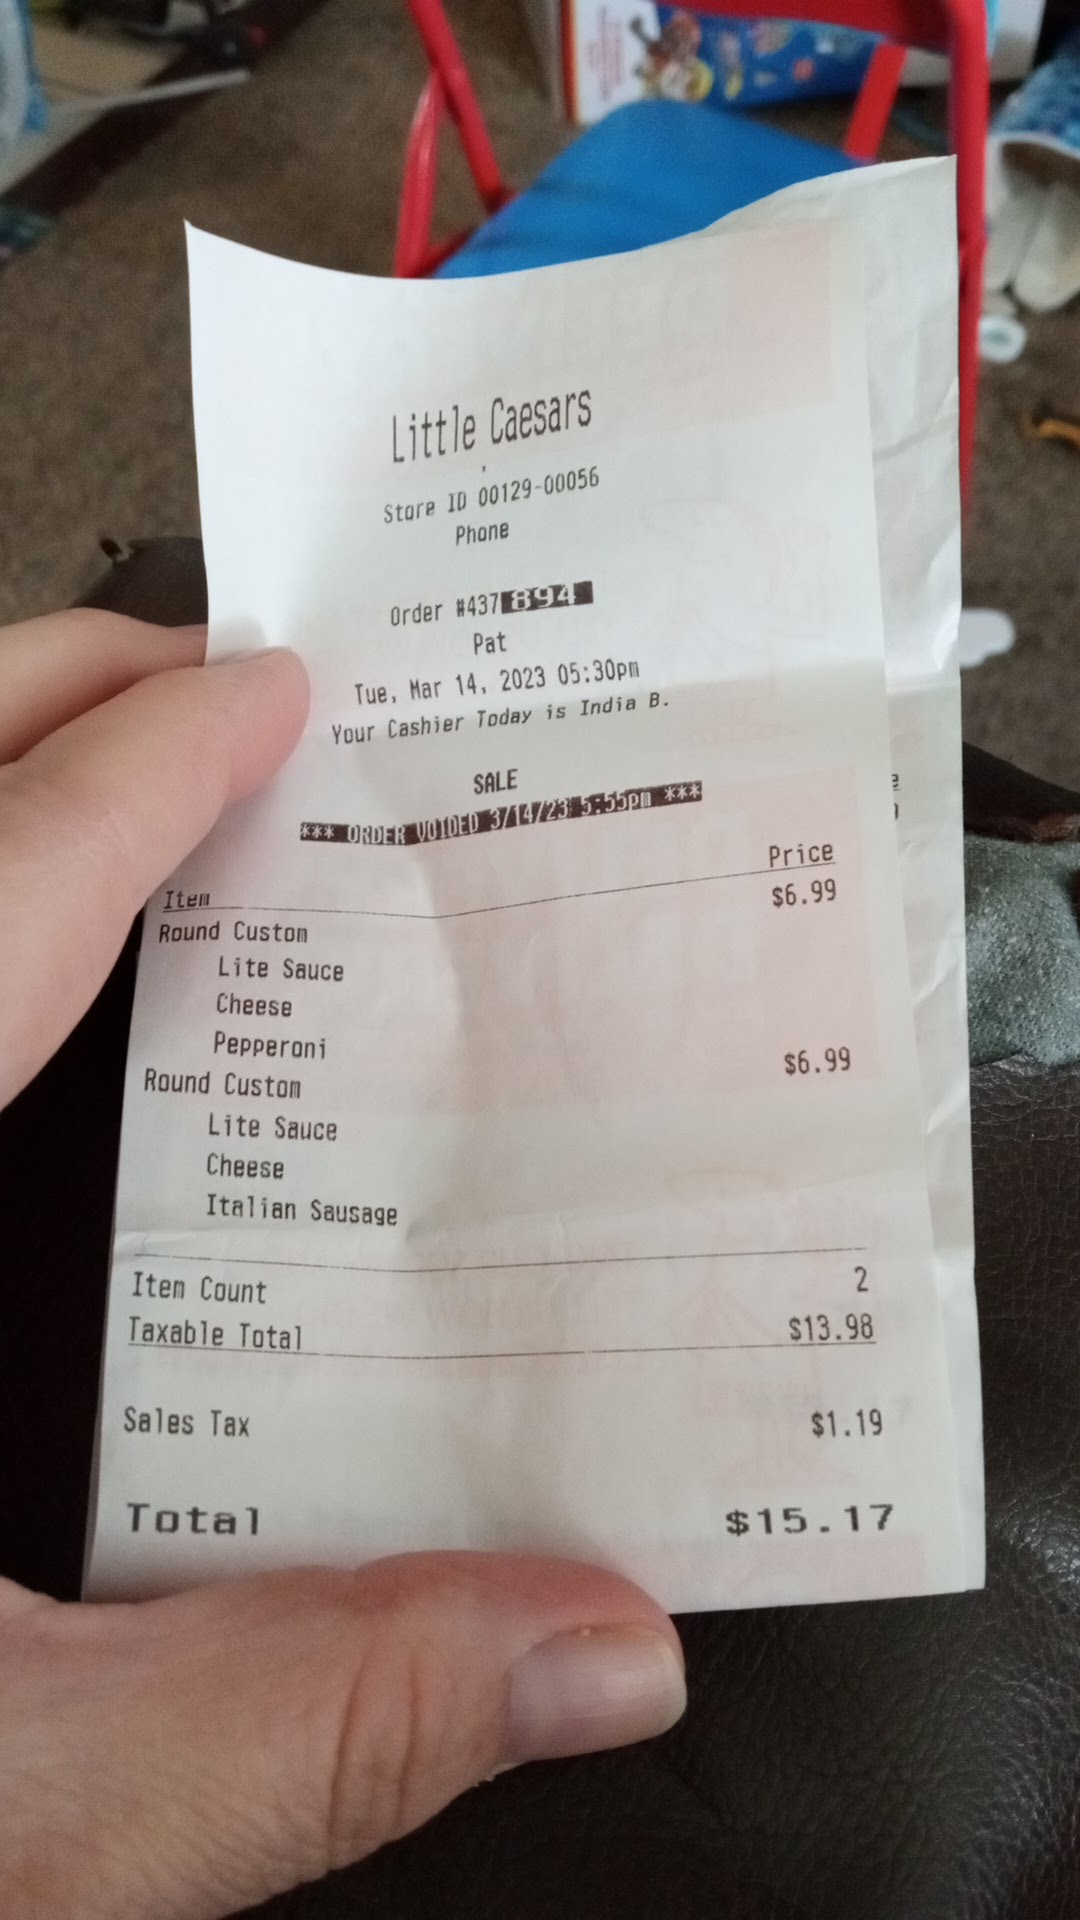 Little Caesars
,
Store ID 00129-00056
Phone
Order #437894
Pat
Tue, Mar 14, 2023 05:30pm
Your Cashier Today is India B.
SALE
*** ORDER VOIDED 3/14/23 5:55pm ***
Item Price
Round Custom $6.99
Lite Sauce
Cheese
Pepperoni
Round Custom $6.99
Lite Sauce
Cheese
Italian Sausage
Item Count 2
Taxable Total $13.98
Sales Tax $1.19
Total $15.17